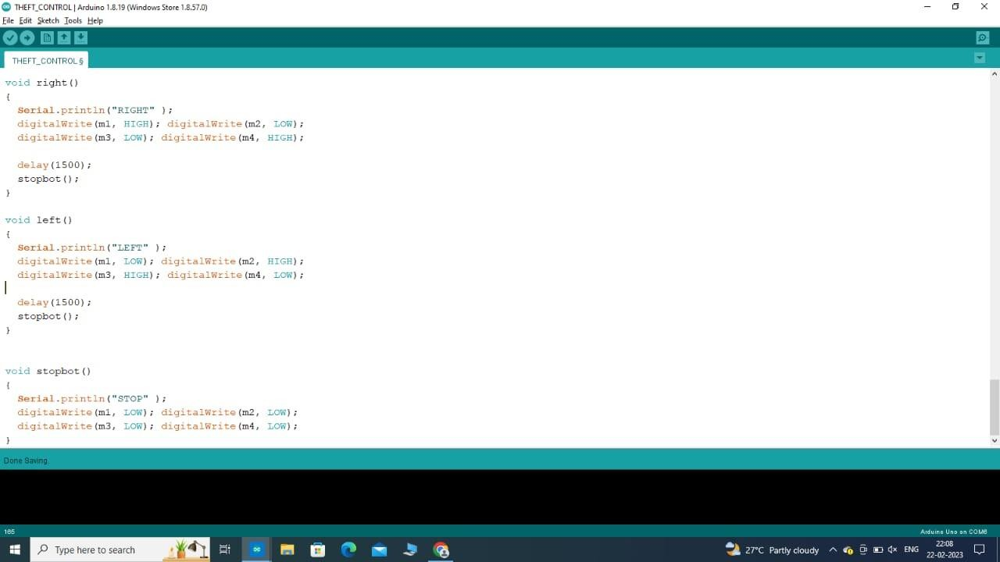 THEFT_CONTROL | Arduino 1.8.19 (Windows Store 1.8.57.0)
File Edit Sketch Tools Help
THEFT_CONTROL §
void right()
{
  Serial.println("RIGHT" );
  digitalWrite(m1, HIGH); digitalWrite(m2, LOW);
  digitalWrite(m3, LOW); digitalWrite(m4, HIGH);
  delay(1500);
  stopbot();
}
void left()
{
  Serial.println("LEFT" );
  digitalWrite(m1, LOW); digitalWrite(m2, HIGH);
  digitalWrite(m3, HIGH); digitalWrite(m4, LOW);
  delay(1500);
  stopbot();
}
void stopbot()
{
  Serial.println("STOP" );
  digitalWrite(m1, LOW); digitalWrite(m2, LOW);
  digitalWrite(m3, LOW); digitalWrite(m4, LOW);
}
Done Saving.
165 Arduino Uno on COM6
Type here to search 27°C Partly cloudy ENG 22:08
22-02-2023